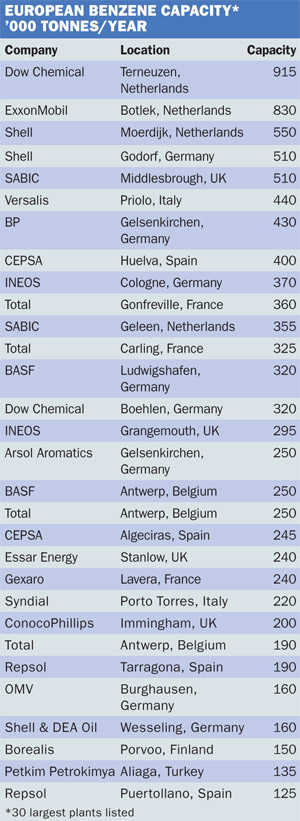 EUROPEAN BENZENE CAPACITY*
’000 TONNES/YEAR
Company Location Capacity
Dow Chemical Terneuzen, 915
Netherlands
ExxonMobil Botlek, Netherlands 830
Shell Moerdijk, Netherlands 550
Shell Godorf, Germany 510
SABIC Middlesbrough, UK 510
Versalis Priolo, Italy 440
BP Gelsenkirchen, 430
Germany
CEPSA Huelva, Spain 400
INEOS Cologne, Germany 370
Total Gonfreville, France 360
SABIC Geleen, Netherlands 355
Total Carling, France 325
BASF Ludwigshafen, 320
Germany
Dow Chemical Boehlen, Germany 320
INEOS Grangemouth, UK 295
Arsol Aromatics Gelsenkirchen, 250
Germany
BASF Antwerp, Belgium 250
Total Antwerp, Belgium 250
CEPSA Algeciras, Spain 245
Essar Energy Stanlow, UK 240
Gexaro Lavera, France 240
Syndial Porto Torres, Italy 220
ConocoPhillips Immingham, UK 200
Total Antwerp, Belgium 190
Repsol Tarragona, Spain 190
OMV Burghausen, 160
Germany
Shell & DEA Oil Wesseling, Germany 160
Borealis Porvoo, Finland 150
Petkim Petrokimya Aliaga, Turkey 135
Repsol Puertollano, Spain 125
*30 largest plants listed